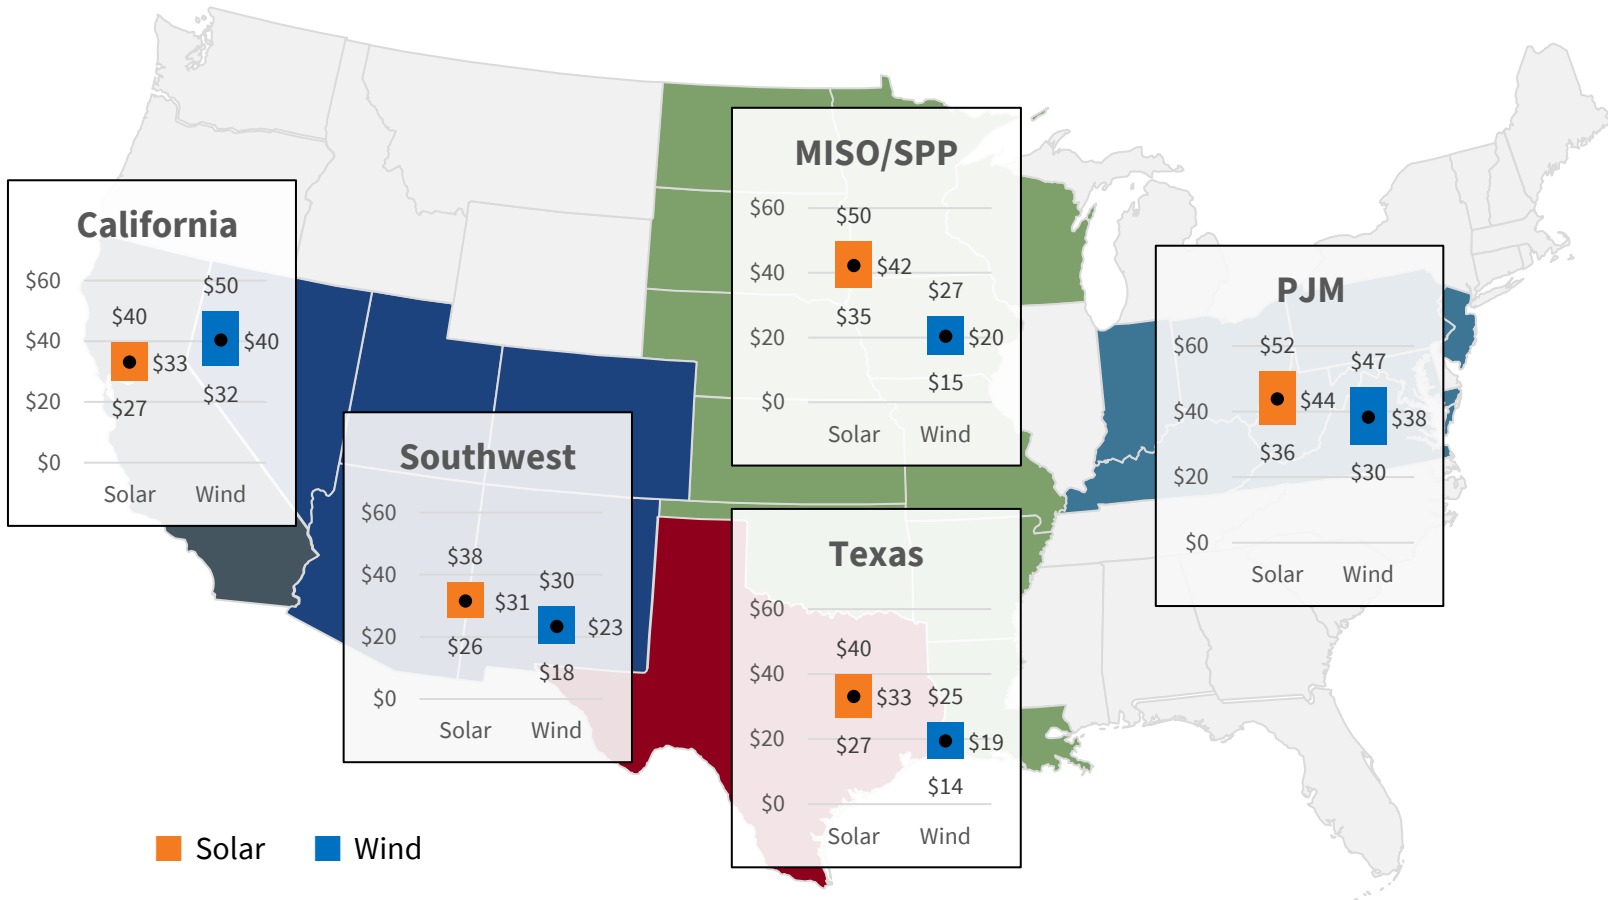 California
$60
$50
$40
$40
$40
$33
$20
$27
$32
$0
Solar
Wind
Southwest
$60
$38
$40
$30
$31
$23
$20
$26
$18
$0
Solar
Wind
MISO/SPP
$60
$50
$40
$42
$27
$35
$20
$20
$15
$0
Solar
Wind
Texas
$60
$40
$40
$33
$25
$20
$27
$19
$14
$0
Solar
Wind
PJM
$60
$52
$47
$40
$44
$38
$36
$30
$20
$0
Solar
Wind
Solar
Wind